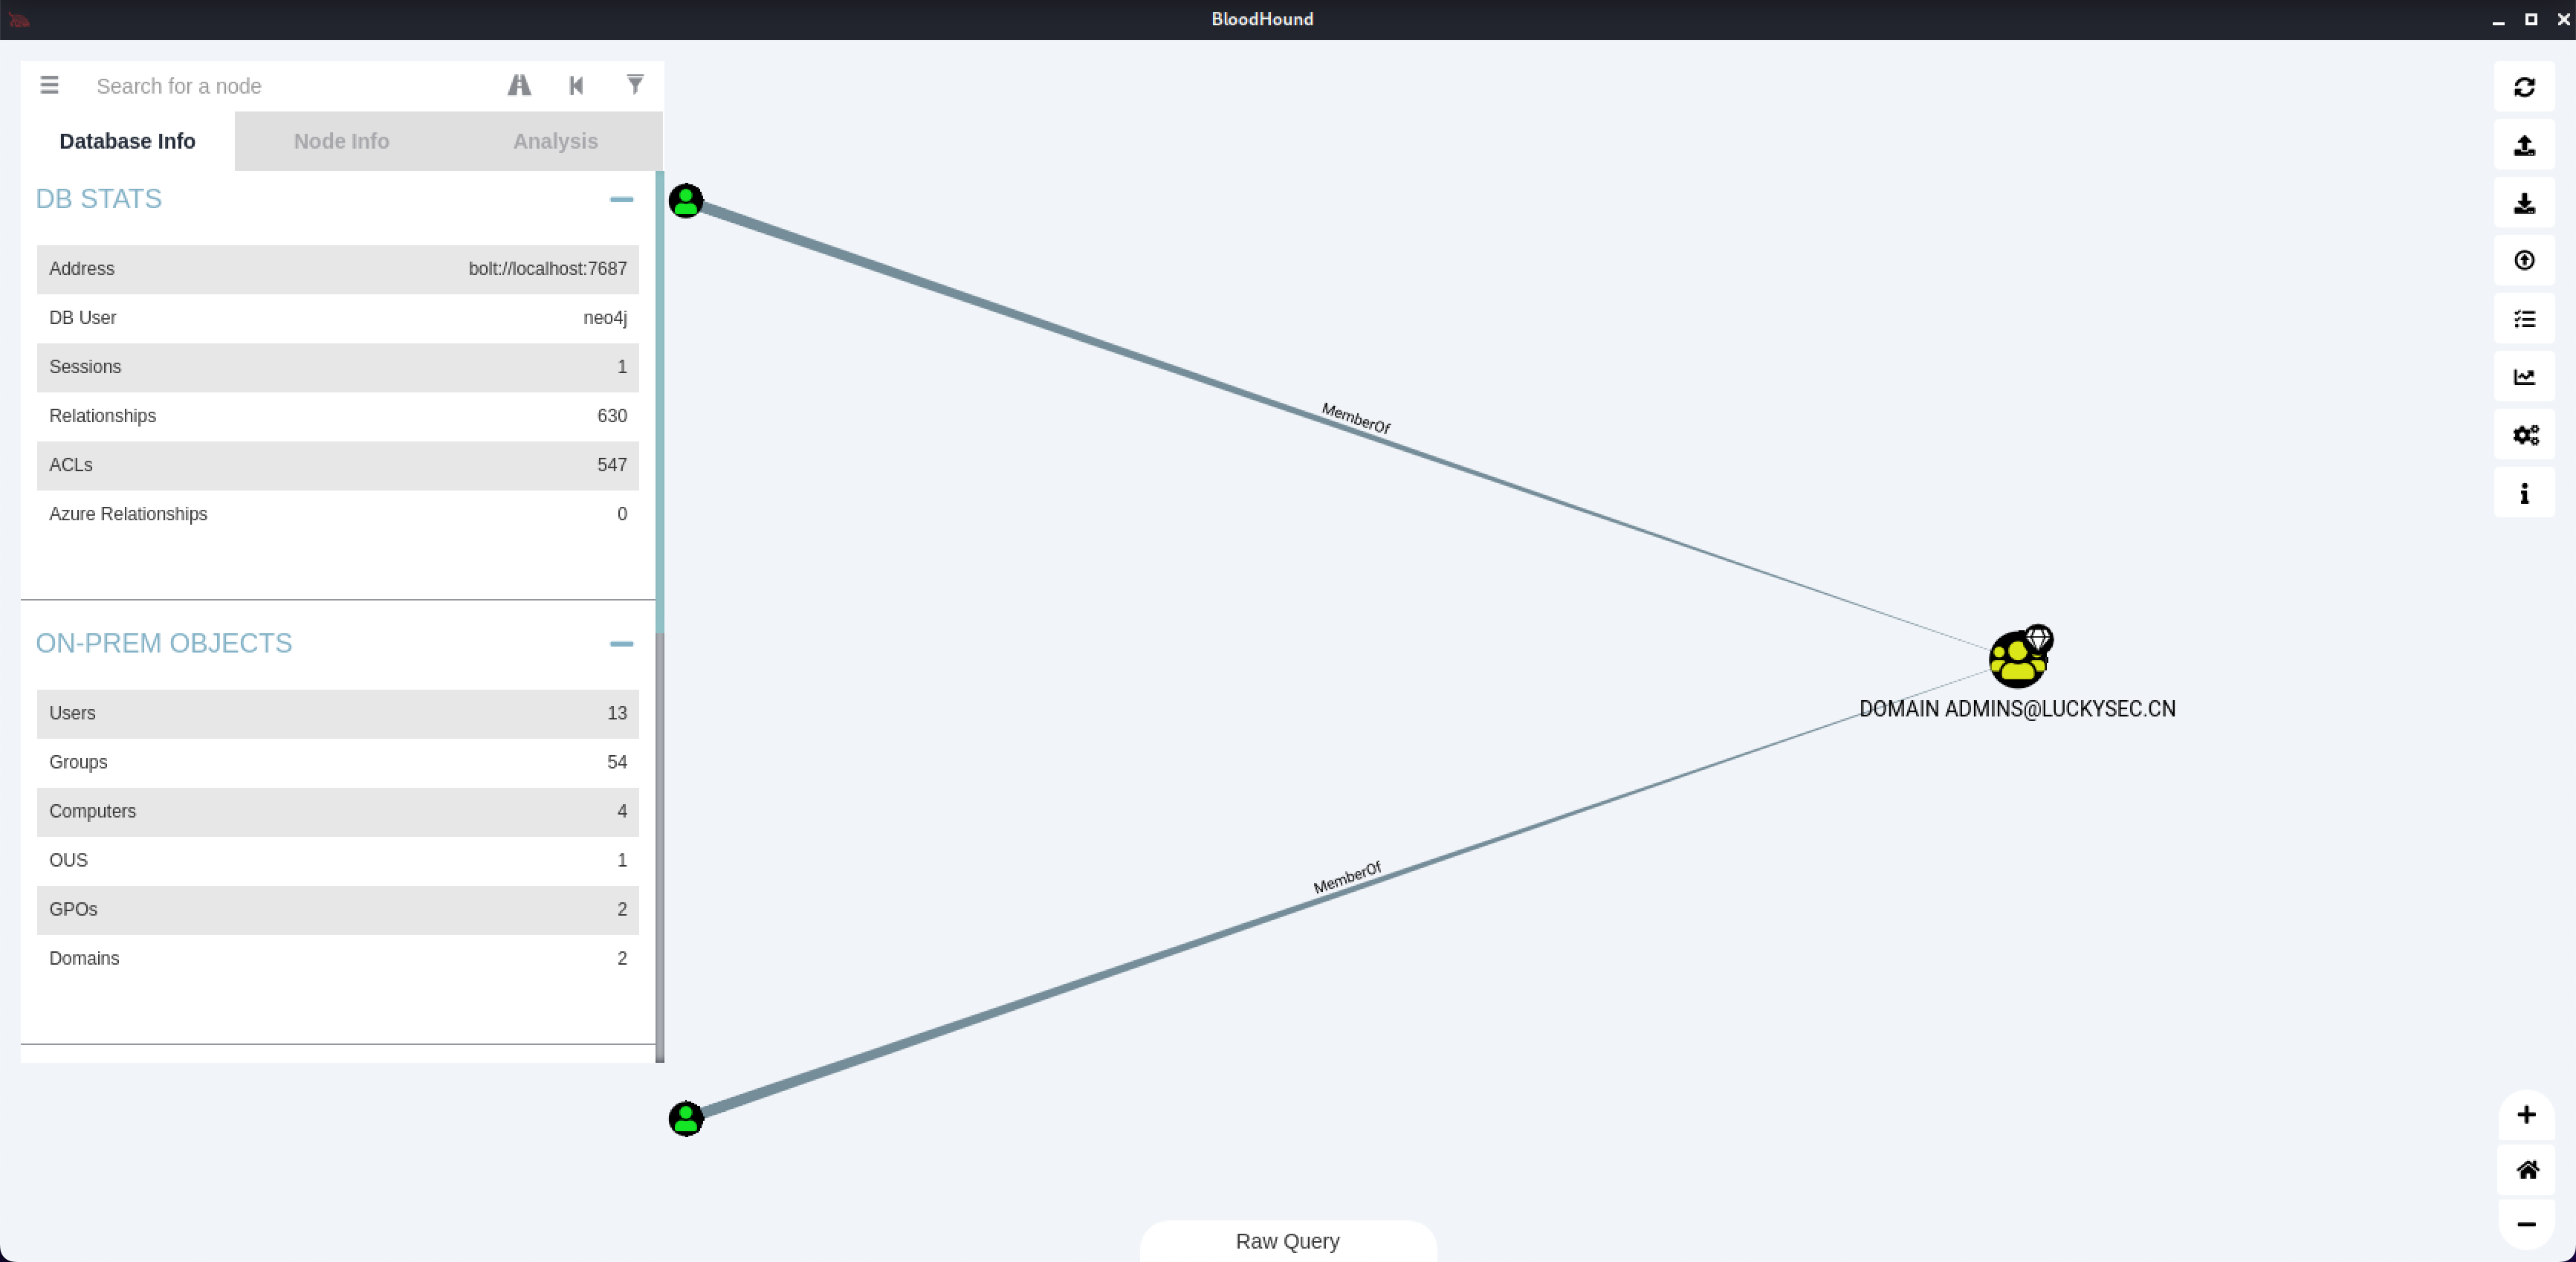 BloodHound
Search for a node
Database Info Node Info Analysis
DB STATS
Address bolt://localhost:7687
DB User neo4j
Sessions 1
Relationships 630
ACLs 547
Azure Relationships 0
ON-PREM OBJECTS
Users 13
Groups 54
Computers 4
OUS 1
GPOs 2
Domains 2
MemberOf
DOMAIN ADMINS@LUCKYSEC.CN
MemberOf
Raw Query